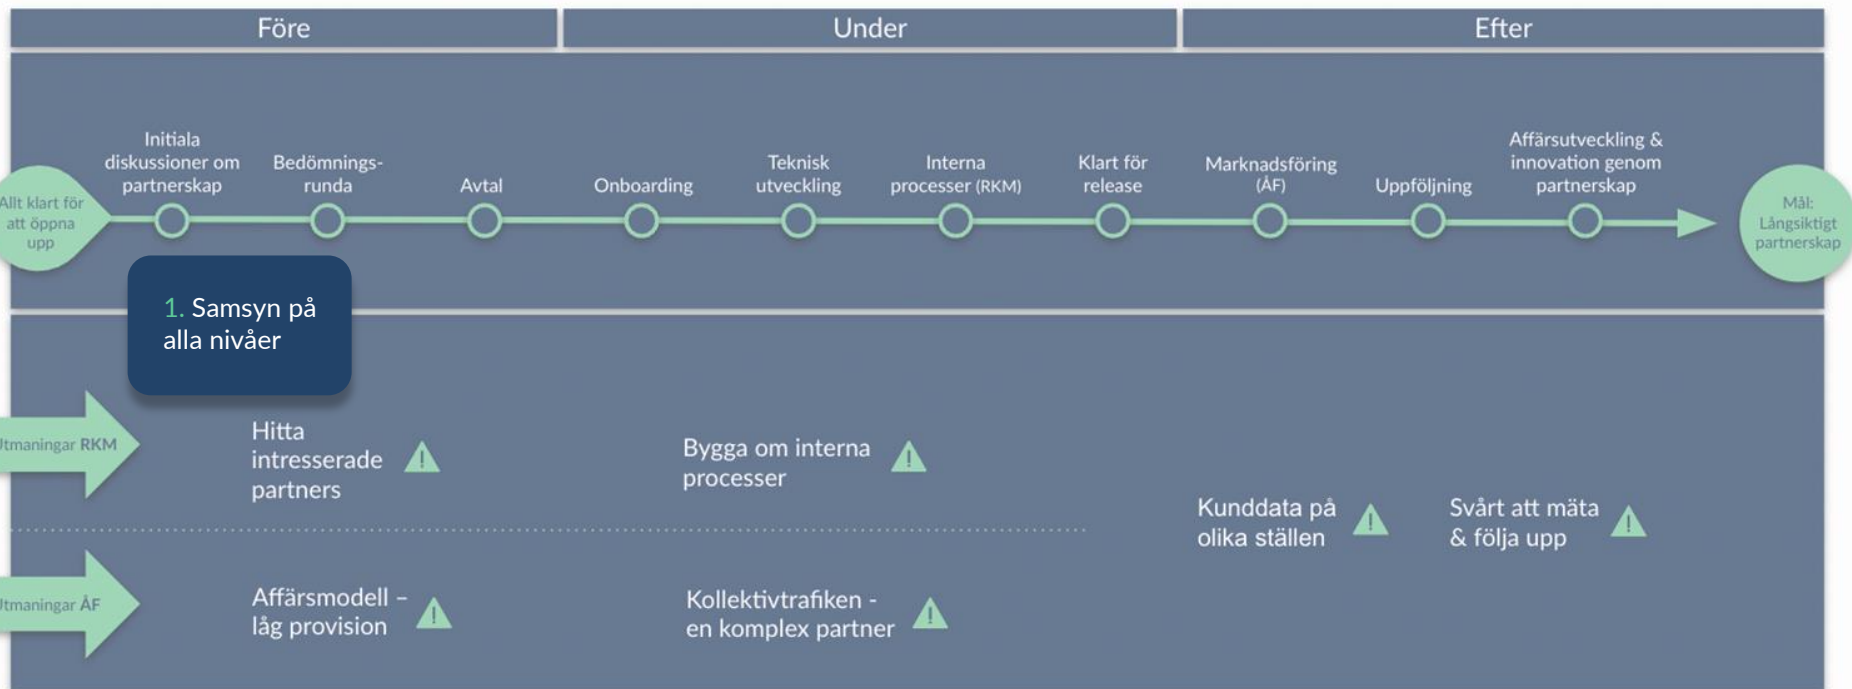 Före
Under
Efter
Initiala
diskussioner om
partnerskap
Bedömnings-
runda
Avtal
Onboarding
Teknisk
utveckling
Interna
processer (RKM)
Klart för
release
Marknadsföring
(ÅF)
Uppföljning
Affärsutveckling &
innovation genom
partnerskap
Allt klart för
att öppna
upp
Mål:
Långsiktigt
partnerskap
1. Samsyn på
alla nivåer
Utmaningar RKM
Hitta
intresserade
partners
Bygga om interna
processer
Kunddata på
olika ställen
Svårt att mäta
& följa upp
Utmaningar ÅF
Affärsmodell –
låg provision
Kollektivtrafiken -
en komplex partner